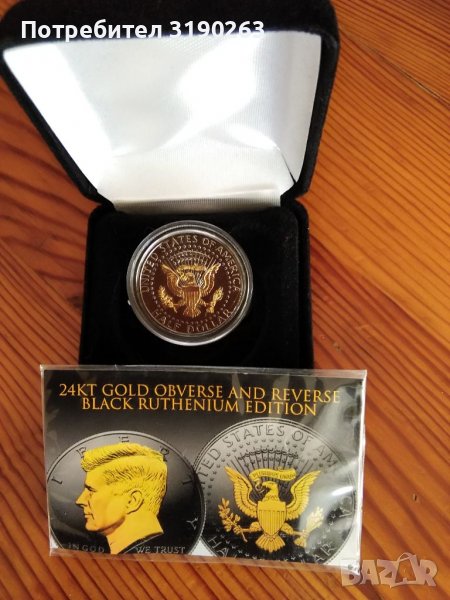 Потребител 3190263
UNITED STATES OF AMERICA
HALF DOLLAR
24KT GOLD OBVERSE AND REVERSE
BLACK RUTHENIUM EDITION
LIBERTY
IN GOD WE TRUST
UNITED STATES OF AM
HALF DOLLAR
BAZAR